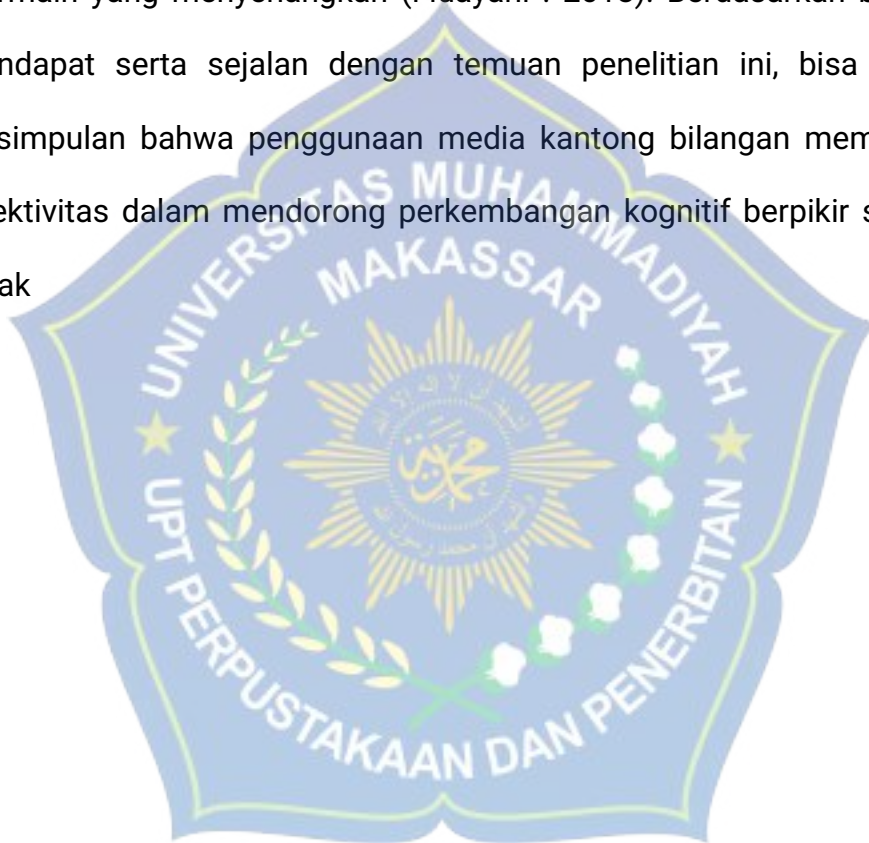 yang menyenangkan
ndapat serta sejalan dengan temuan penelitian ini, bisa
simpulan bahwa penggunaan media kantong bilangan mem
ektivitas dalam mendorong perkembangan kognitif berpikir s
ak
UNIVERSITAS MUHAMMADIYAH
MAKASSAR
UPT PERPUSTAKAAN DAN PENERBITAN